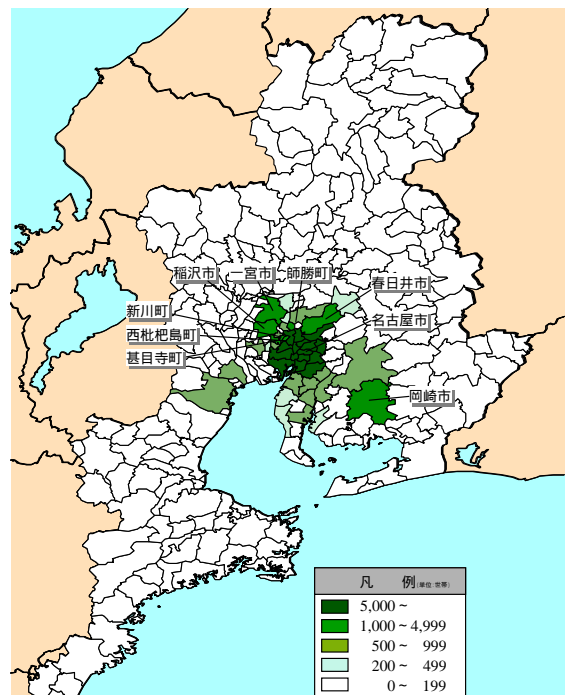 稲沢市 一宮市 師勝町
春日井市
新川町
名古屋市
西枇杷島町
甚目寺町
岡崎市
凡 例(単位:世帯)
5,000~
1,000~4,999
500~ 999
200~ 499
0~ 199